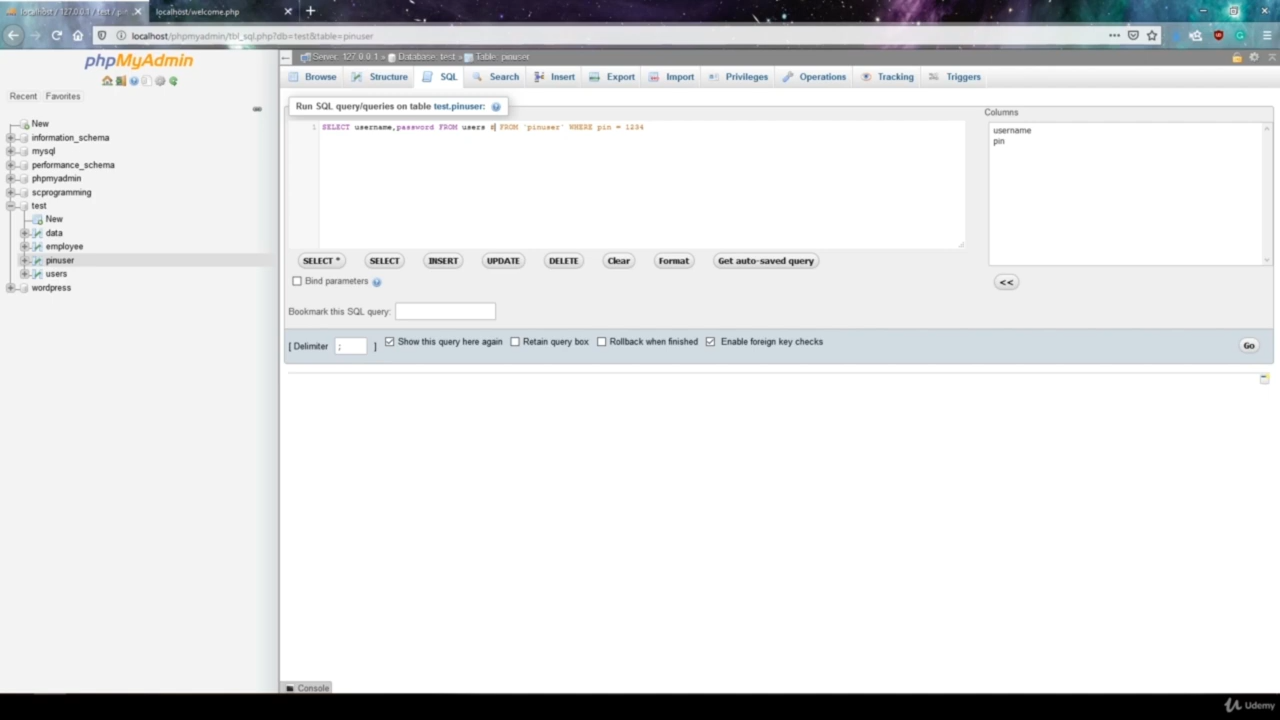 localhost / 127.0.0.1 / test / pin
localhost/welcome.php
localhost/phpmyadmin/tbl_sql.php?db=test&table=pinuser
phpMyAdmin
Recent Favorites
New
information_schema
mysql
performance_schema
phpmyadmin
scprogramming
test
New
data
employee
pinuser
users
wordpress
Server: 127.0.0.1 » Database: test » Table: pinuser
Browse Structure SQL Search Insert Export Import Privileges Operations Tracking Triggers
Run SQL query/queries on table test.pinuser:
1 SELECT username,password FROM users FROM `pinuser` WHERE pin = 1234
Columns
username
pin
SELECT * SELECT INSERT UPDATE DELETE Clear Format Get auto-saved query
<<
Bind parameters
Bookmark this SQL query:
[ Delimiter ; ] Show this query here again Retain query box Rollback when finished Enable foreign key checks Go
Console
Udemy